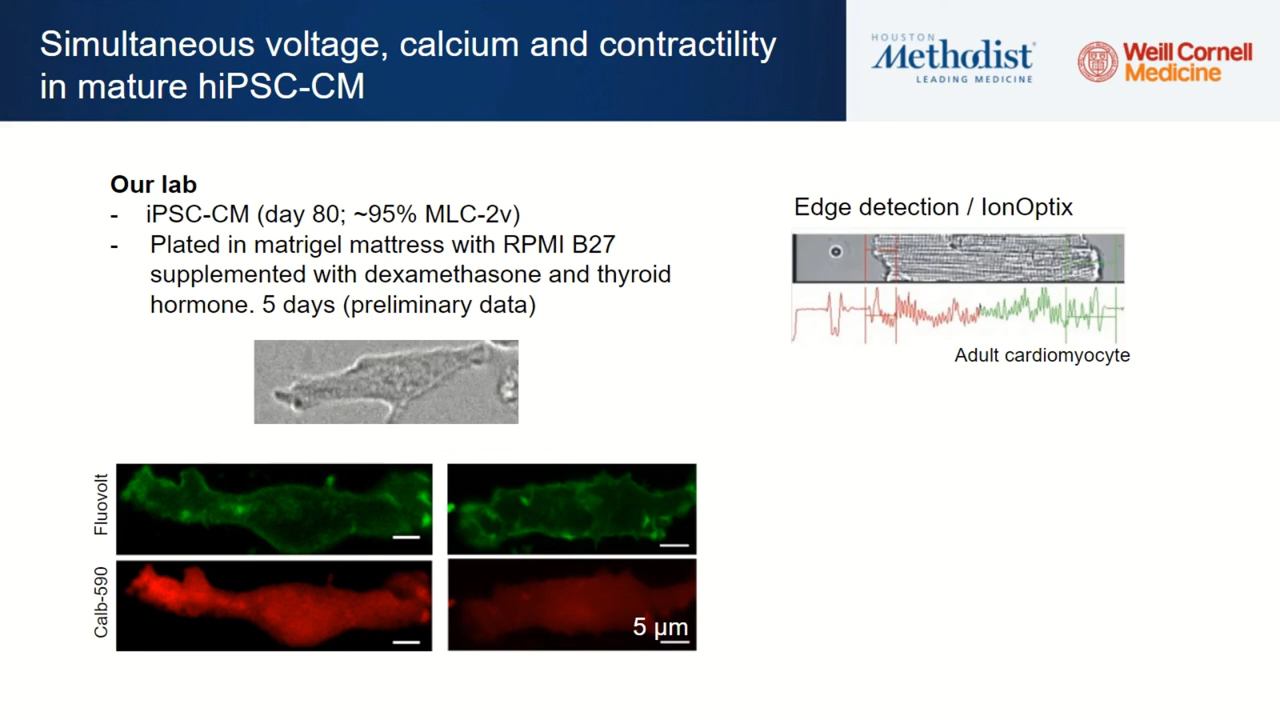 Simultaneous voltage, calcium and contractility
in mature hiPSC-CM
HOUSTON
Methodist
LEADING MEDICINE
Weill Cornell
Medicine
Our lab
- iPSC-CM (day 80; ~95% MLC-2v)
- Plated in matrigel mattress with RPMI B27
supplemented with dexamethasone and thyroid
hormone. 5 days (preliminary data)
Edge detection / IonOptix
Adult cardiomyocyte
Fluovolt
Calb-590
5 µm